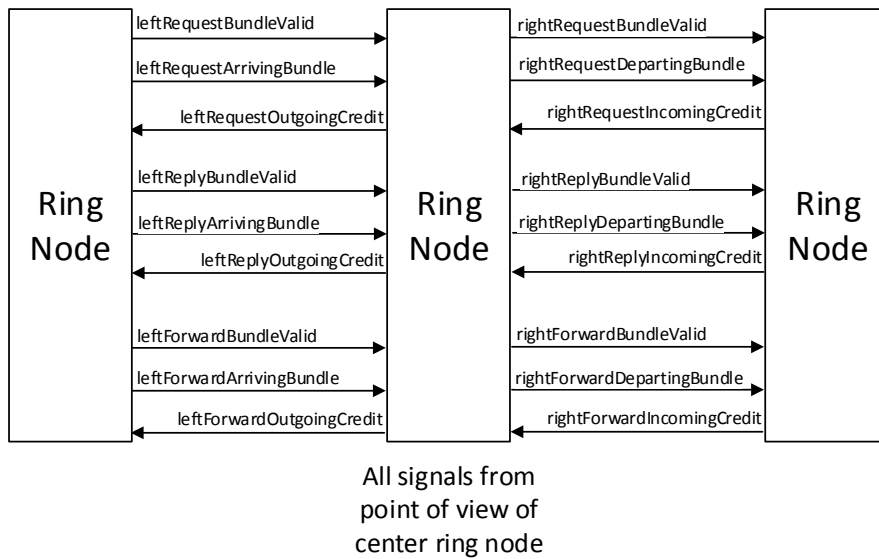 leftRequestBundleValid
rightRequestBundleValid
leftRequestArrivingBundle
rightRequestDepartingBundle
leftRequestOutgoingCredit
rightRequestIncomingCredit
leftReplyBundleValid
rightReplyBundleValid
Ring
Node
Ring
Node
Ring
Node
leftReplyArrivingBundle
rightReplyDepartingBundle
leftReplyOutgoingCredit
rightReplyIncomingCredit
leftForwardBundleValid
rightForwardBundleValid
leftForwardArrivingBundle
rightForwardDepartingBundle
leftForwardOutgoingCredit
rightForwardIncomingCredit
All signals from
point of view of
center ring node